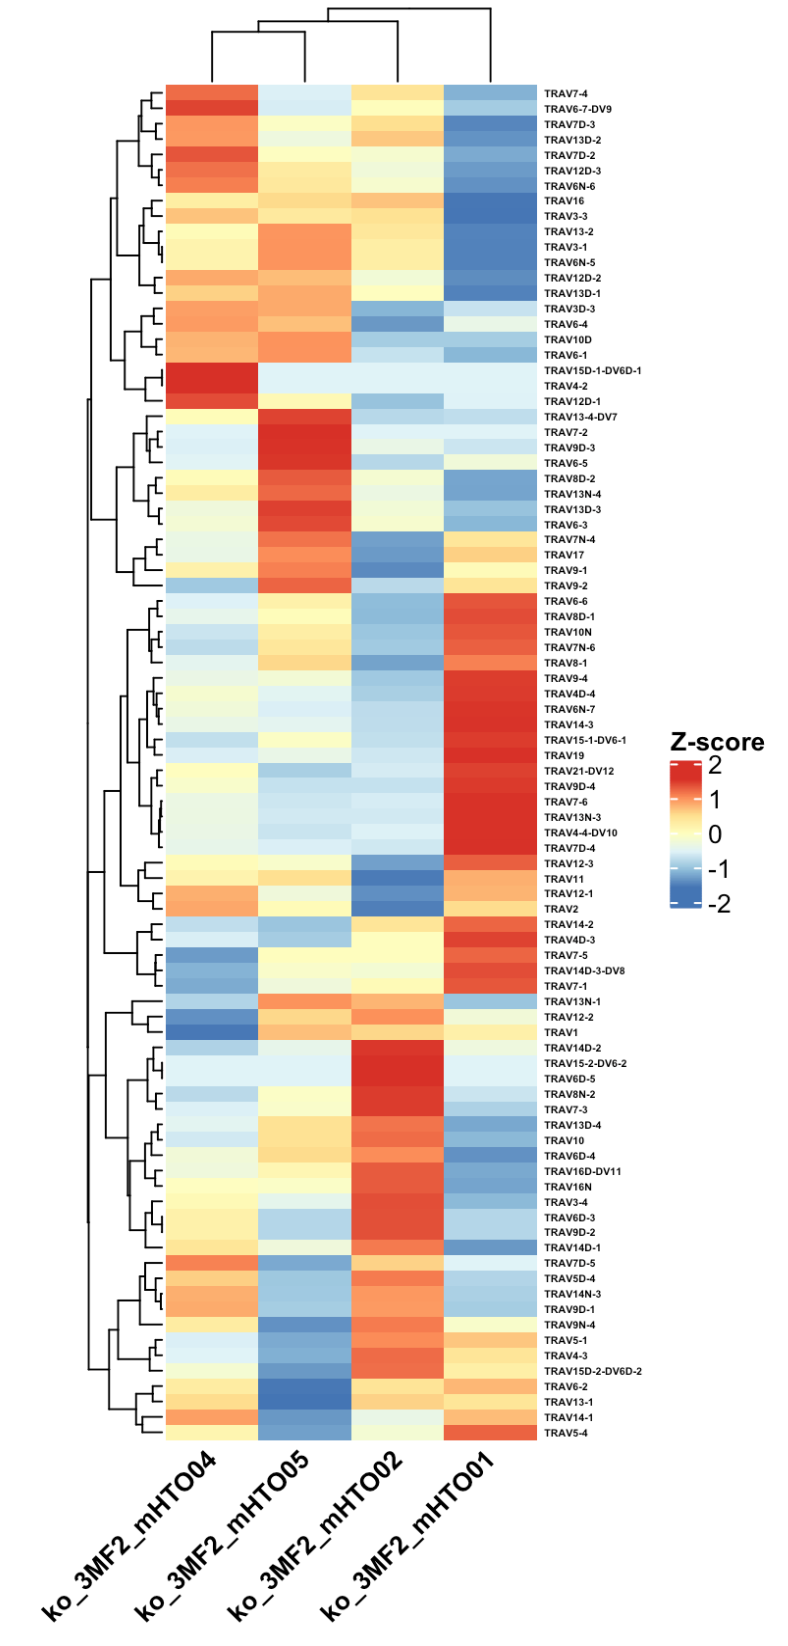 TRAV7-4
TRAV6-7-DV9
TRAV7D-3
TRAV13D-2
TRAV7D-2
TRAV12D-3
TRAV6N-6
TRAV16
TRAV3-3
TRAV13-2
TRAV3-1
TRAV6N-5
TRAV12D-2
TRAV13D-1
TRAV3D-3
TRAV6-4
TRAV10D
TRAV6-1
TRAV15D-1-DV6D-1
TRAV4-2
TRAV12D-1
TRAV13-4-DV7
TRAV7-2
TRAV9D-3
TRAV6-5
TRAV8D-2
TRAV13N-4
TRAV13D-3
TRAV6-3
TRAV7N-4
TRAV17
TRAV9-1
TRAV9-2
TRAV6-6
TRAV8D-1
TRAV10N
TRAV7N-6
TRAV8-1
TRAV9-4
TRAV4D-4
TRAV6N-7
TRAV14-3
TRAV15-1-DV6-1
TRAV19
TRAV21-DV12
TRAV9D-4
TRAV7-6
TRAV13N-3
TRAV4-4-DV10
TRAV7D-4
TRAV12-3
TRAV11
TRAV12-1
TRAV2
TRAV14-2
TRAV4D-3
TRAV7-5
TRAV14D-3-DV8
TRAV7-1
TRAV13N-1
TRAV12-2
TRAV1
TRAV14D-2
TRAV15-2-DV6-2
TRAV6D-5
TRAV8N-2
TRAV7-3
TRAV13D-4
TRAV10
TRAV6D-4
TRAV16D-DV11
TRAV16N
TRAV3-4
TRAV6D-3
TRAV9D-2
TRAV14D-1
TRAV7D-5
TRAV5D-4
TRAV14N-3
TRAV9D-1
TRAV9N-4
TRAV5-1
TRAV4-3
TRAV15D-2-DV6D-2
TRAV6-2
TRAV13-1
TRAV14-1
TRAV5-4
Z-score
2
1
0
-1
-2
ko_3MF2_mHTO04
ko_3MF2_mHTO05
ko_3MF2_mHTO02
ko_3MF2_mHTO01